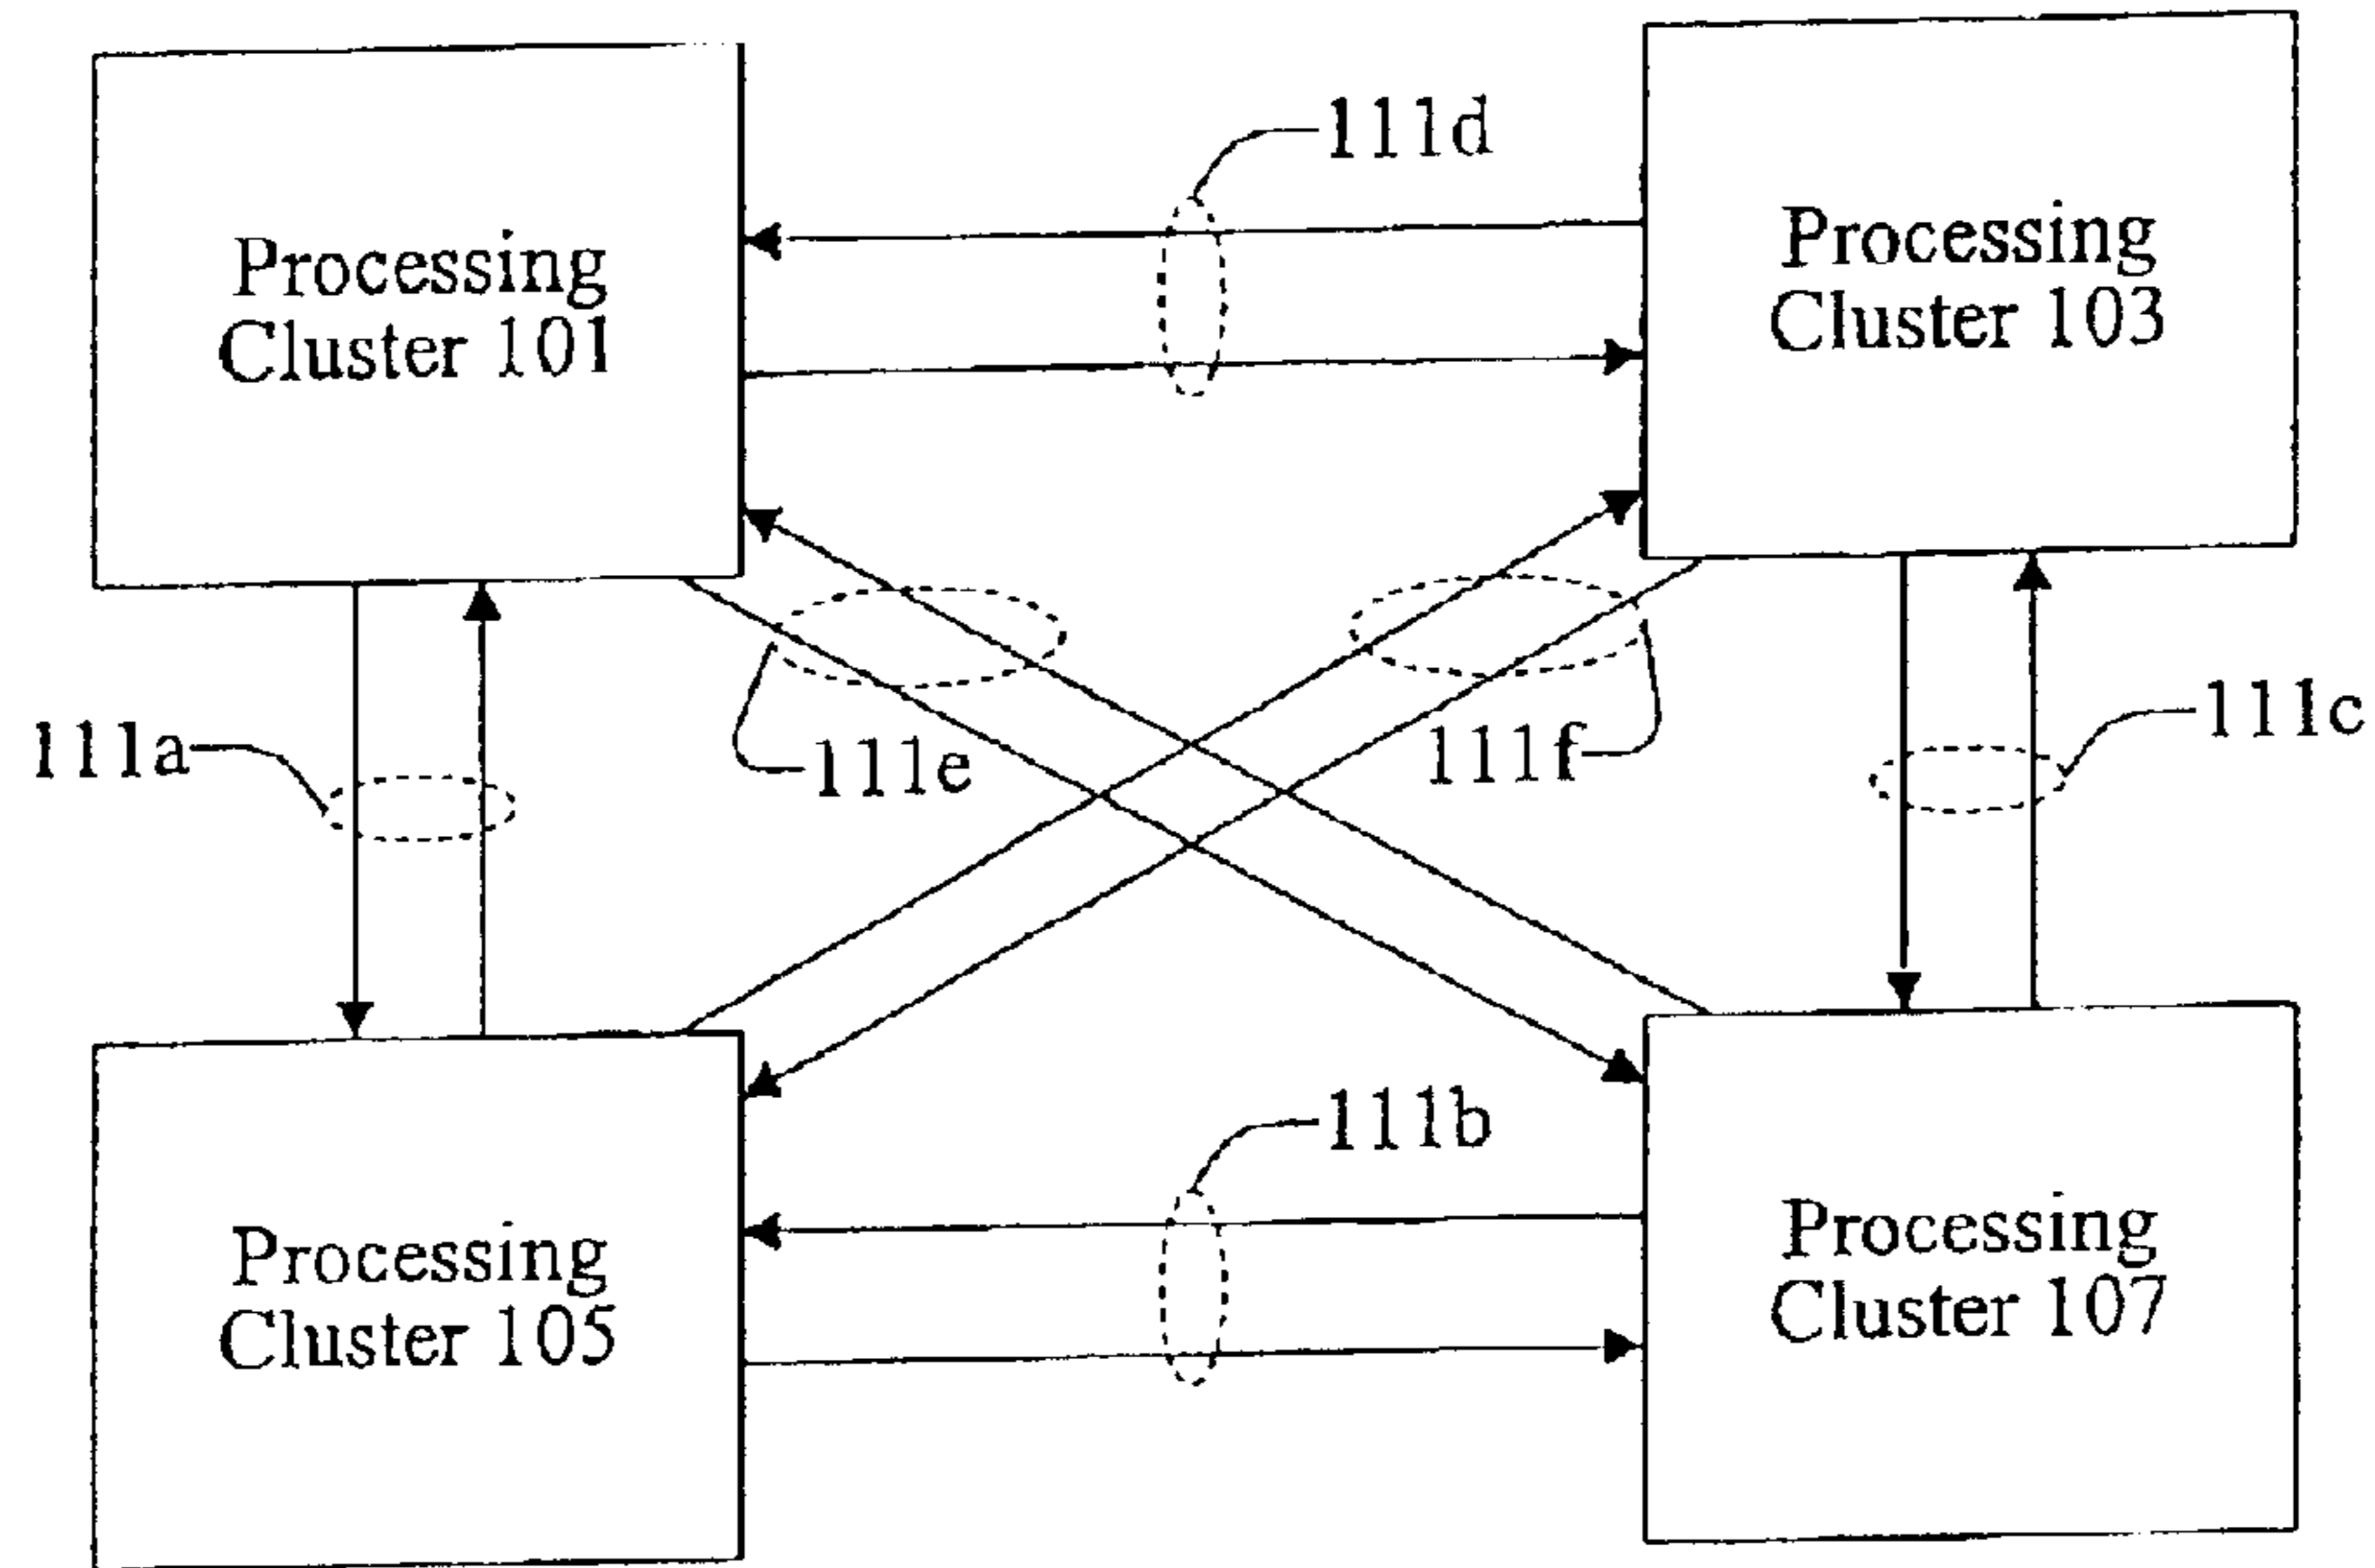 111d
Processing
Cluster 101
Processing
Cluster 103
111a
111e
111f
111c
111b
Processing
Cluster 105
Processing
Cluster 107